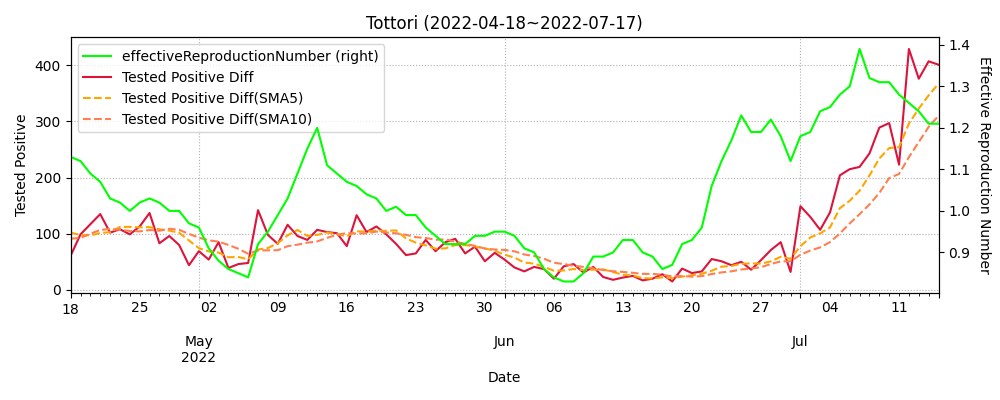 Tottori (2022-04-18~2022-07-17)
effectiveReproductionNumber (right)
Tested Positive Diff
Tested Positive Diff(SMA5)
Tested Positive Diff(SMA10)
Tested Positive
400
300
200
100
0
Effective Reproduction Number
1.4
1.3
1.2
1.1
1.0
0.9
18 25 02 09 16 23 30 06 13 20 27 04 11
May Jun Jul
2022
Date